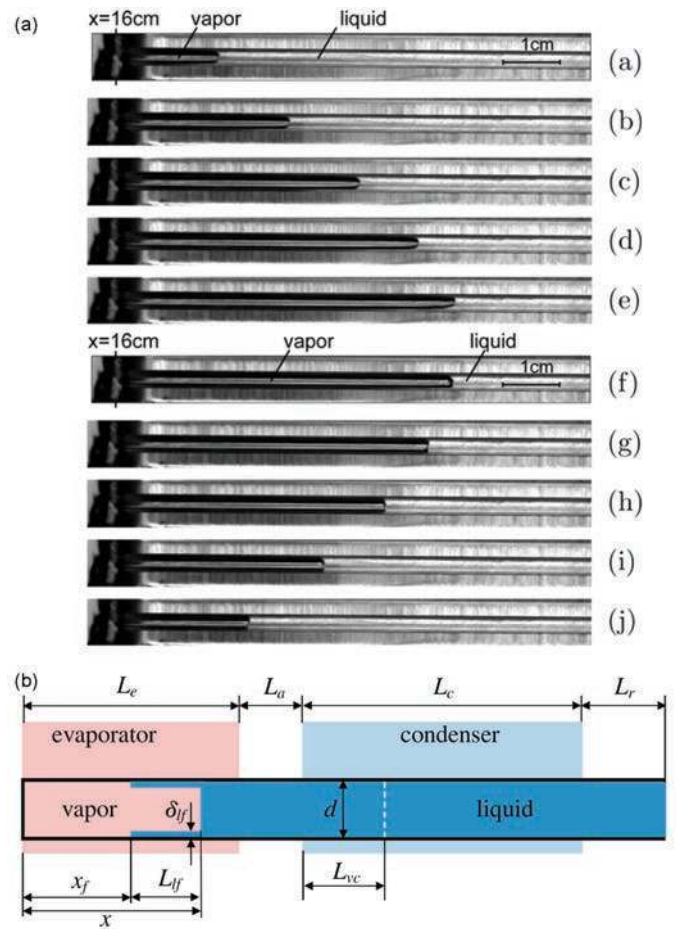 (a)
x=16cm vapor liquid
1cm
(a)
(b)
(c)
(d)
(e)
x=16cm vapor liquid
1cm
(f)
(g)
(h)
(i)
(j)
(b)
Le La Lc Lr
evaporator condenser
vapor δlf d liquid
xf Llf Lvc
x